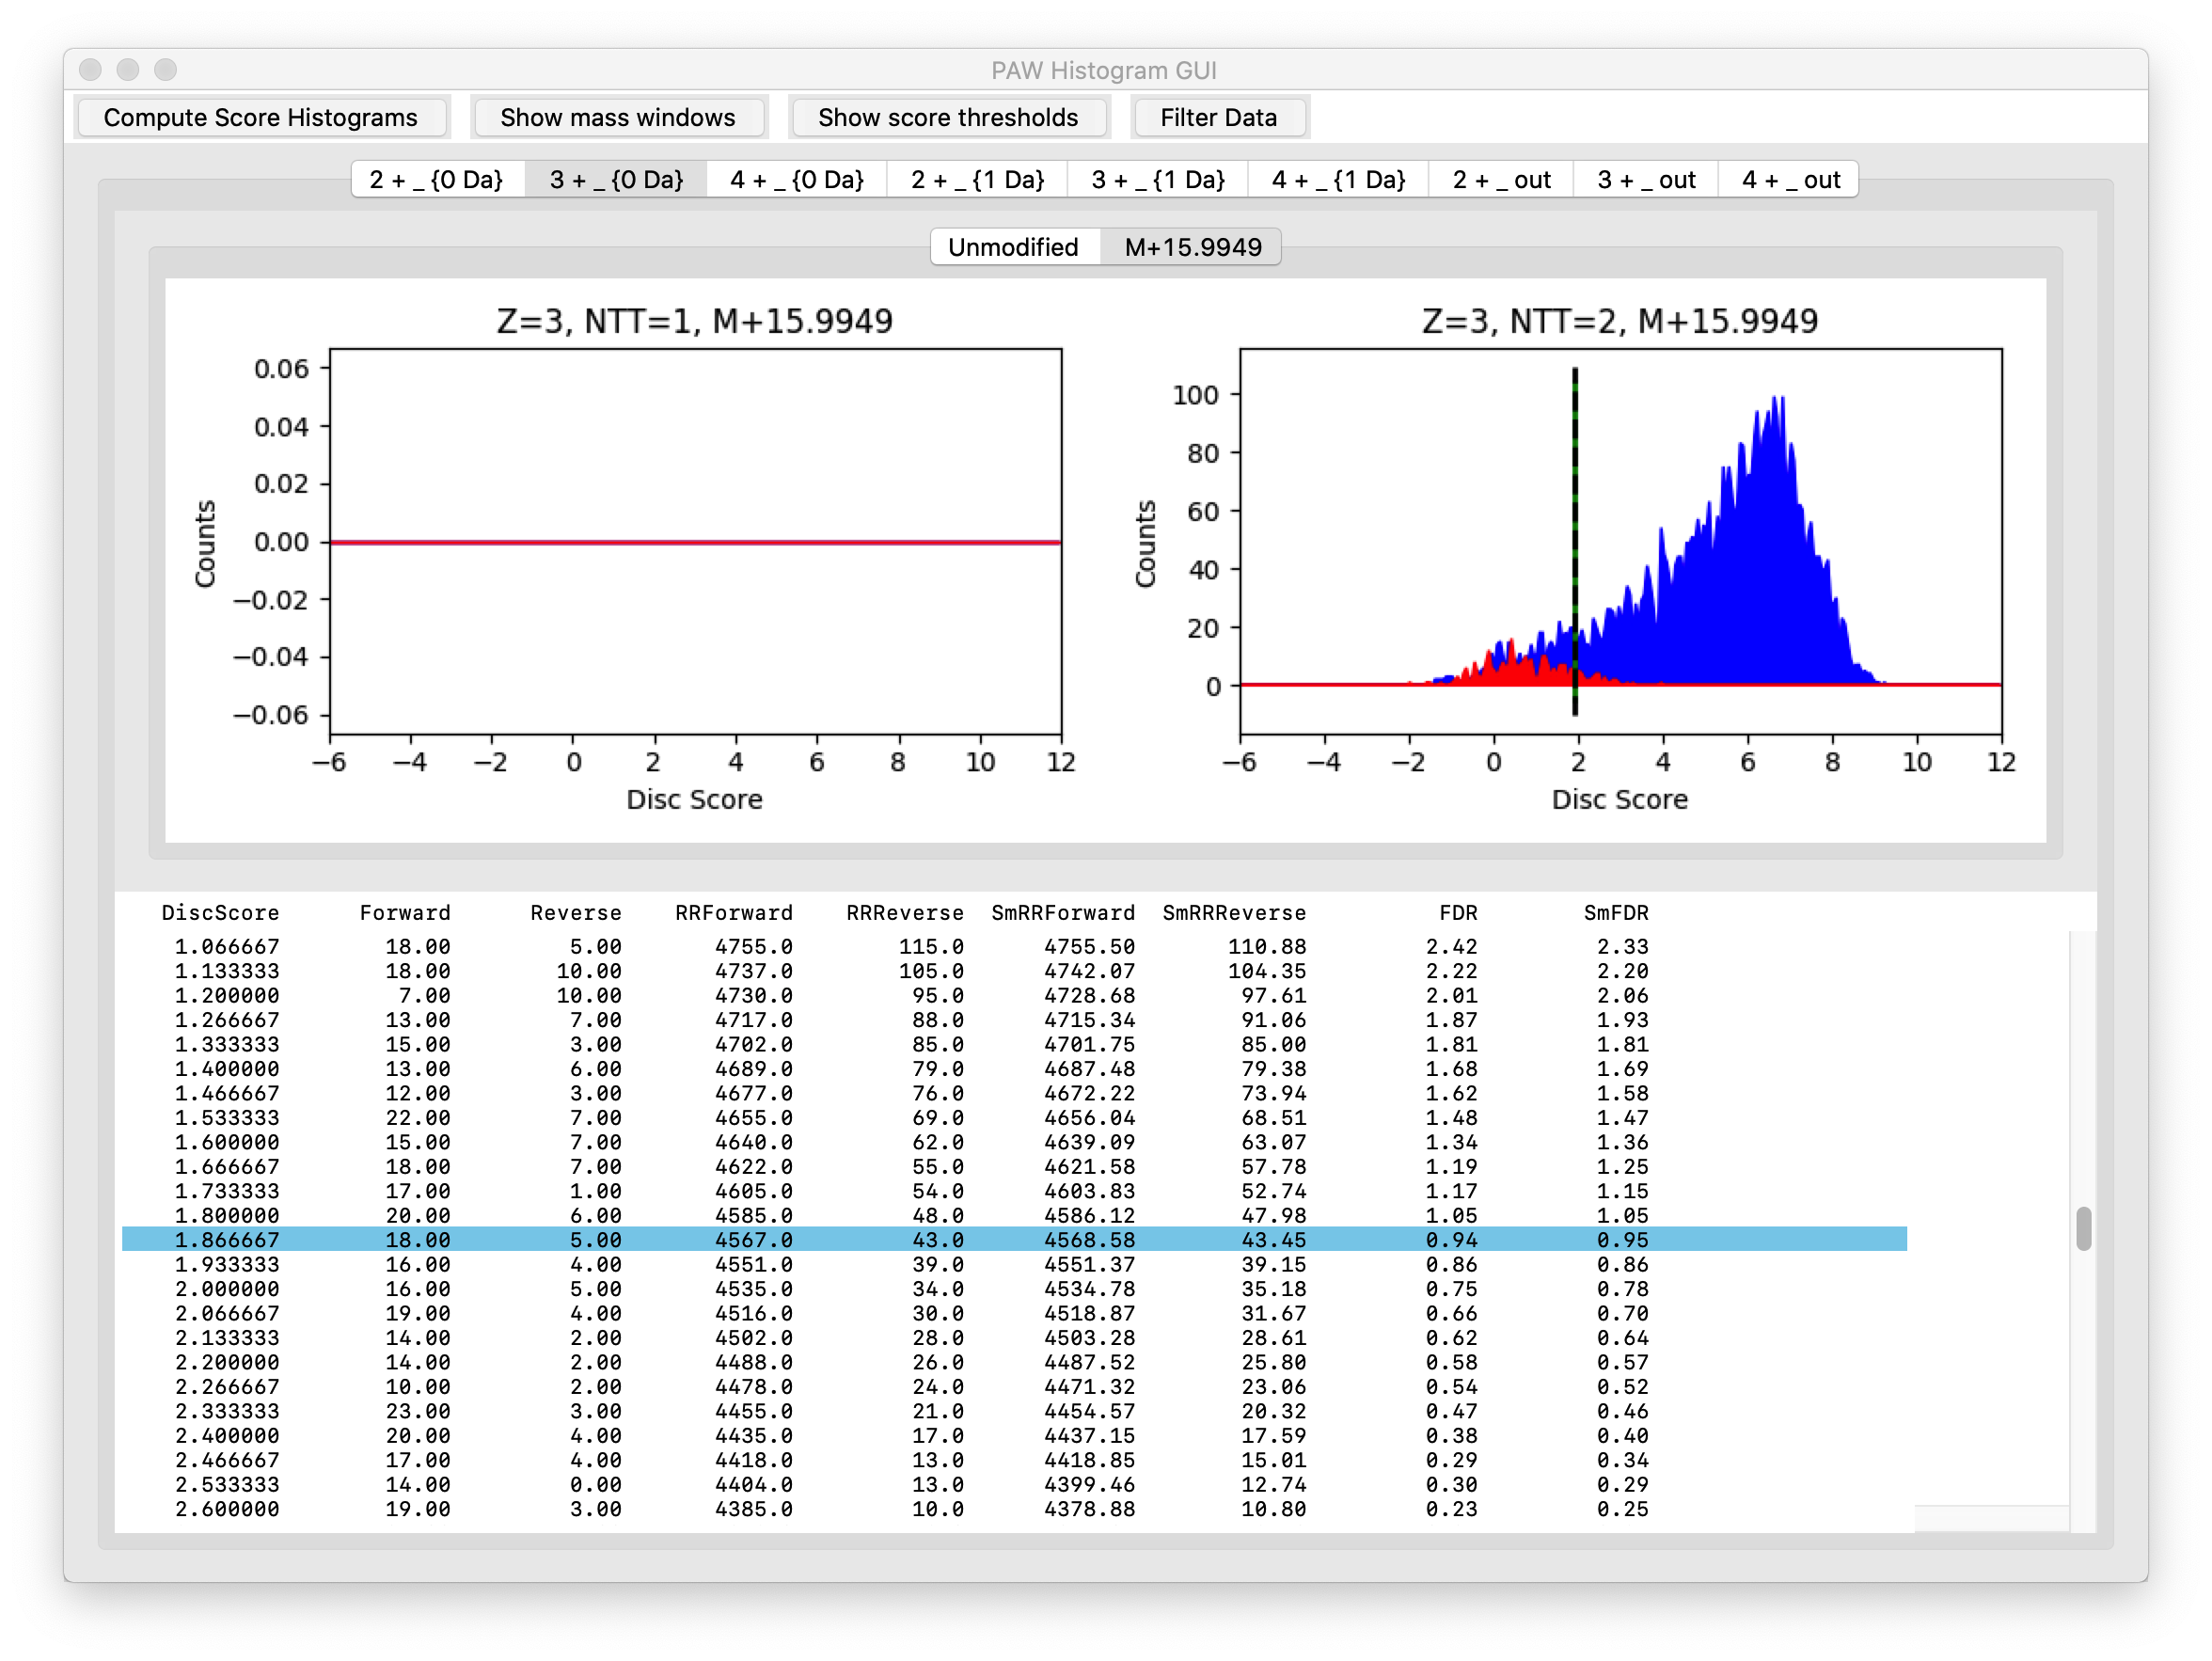 PAW Histogram GUI
Compute Score Histograms Show mass windows Show score thresholds Filter Data
2 + _ {0 Da} 3 + _ {0 Da} 4 + _ {0 Da} 2 + _ {1 Da} 3 + _ {1 Da} 4 + _ {1 Da} 2 + _ out 3 + _ out 4 + _ out
Unmodified M+15.9949
Z=3, NTT=1, M+15.9949
0.06
0.04
0.02
0.00
−0.02
−0.04
−0.06
Counts
−6 −4 −2 0 2 4 6 8 10 12
Disc Score
Z=3, NTT=2, M+15.9949
100
80
60
40
20
0
Counts
−6 −4 −2 0 2 4 6 8 10 12
Disc Score
DiscScore Forward Reverse RRForward RRReverse SmRRForward SmRRReverse FDR SmFDR
1.066667 18.00 5.00 4755.0 115.0 4755.50 110.88 2.42 2.33
1.133333 18.00 10.00 4737.0 105.0 4742.07 104.35 2.22 2.20
1.200000 7.00 10.00 4730.0 95.0 4728.68 97.61 2.01 2.06
1.266667 13.00 7.00 4717.0 88.0 4715.34 91.06 1.87 1.93
1.333333 15.00 3.00 4702.0 85.0 4701.75 85.00 1.81 1.81
1.400000 13.00 6.00 4689.0 79.0 4687.48 79.38 1.68 1.69
1.466667 12.00 3.00 4677.0 76.0 4672.22 73.94 1.62 1.58
1.533333 22.00 7.00 4655.0 69.0 4656.04 68.51 1.48 1.47
1.600000 15.00 7.00 4640.0 62.0 4639.09 63.07 1.34 1.36
1.666667 18.00 7.00 4622.0 55.0 4621.58 57.78 1.19 1.25
1.733333 17.00 1.00 4605.0 54.0 4603.83 52.74 1.17 1.15
1.800000 20.00 6.00 4585.0 48.0 4586.12 47.98 1.05 1.05
1.866667 18.00 5.00 4567.0 43.0 4568.58 43.45 0.94 0.95
1.933333 16.00 4.00 4551.0 39.0 4551.37 39.15 0.86 0.86
2.000000 16.00 5.00 4535.0 34.0 4534.78 35.18 0.75 0.78
2.066667 19.00 4.00 4516.0 30.0 4518.87 31.67 0.66 0.70
2.133333 14.00 2.00 4502.0 28.0 4503.28 28.61 0.62 0.64
2.200000 14.00 2.00 4488.0 26.0 4487.52 25.80 0.58 0.57
2.266667 10.00 2.00 4478.0 24.0 4471.32 23.06 0.54 0.52
2.333333 23.00 3.00 4455.0 21.0 4454.57 20.32 0.47 0.46
2.400000 20.00 4.00 4435.0 17.0 4437.15 17.59 0.38 0.40
2.466667 17.00 4.00 4418.0 13.0 4418.85 15.01 0.29 0.34
2.533333 14.00 0.00 4404.0 13.0 4399.46 12.74 0.30 0.29
2.600000 19.00 3.00 4385.0 10.0 4378.88 10.80 0.23 0.25